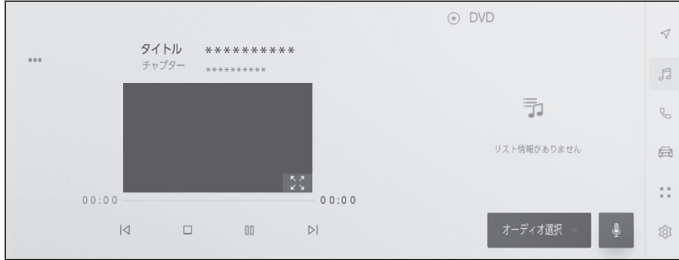 DVD
タイトル **********
チャプター **********
リスト情報がありません
00:00
00:00
オーディオ選択